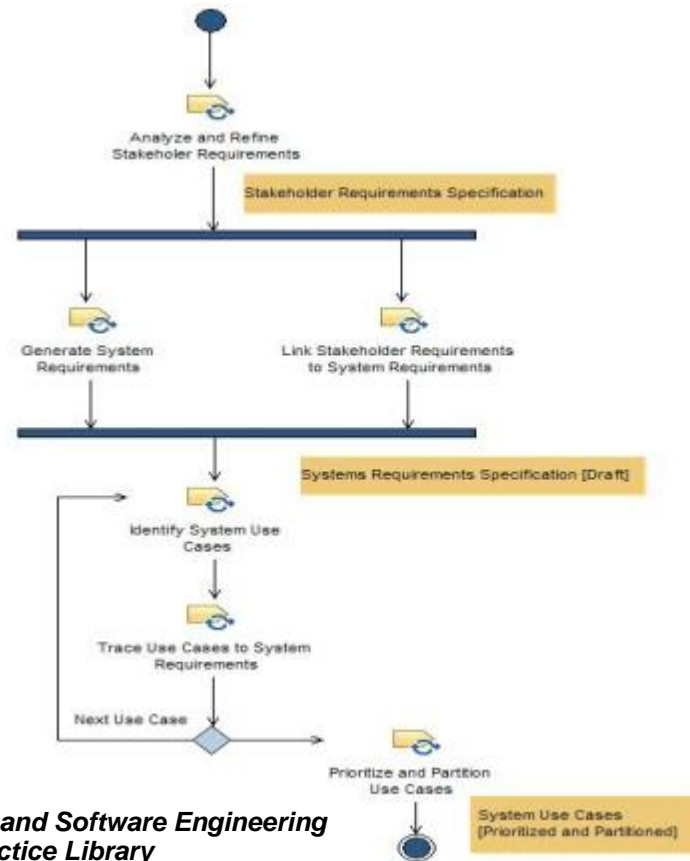 Analyze and Refine
Stakeholer Requirements
Stakeholder Requirements Specification
Generate System
Requirements
Link Stakeholder Requirements
to System Requirements
Systems Requirements Specification [Draft]
Identify System Use
Cases
Trace Use Cases to System
Requirements
Next Use Case
Prioritize and Partition
Use Cases
System Use Cases
[Prioritized and Partitioned]
and Software Engineering
ctice Library